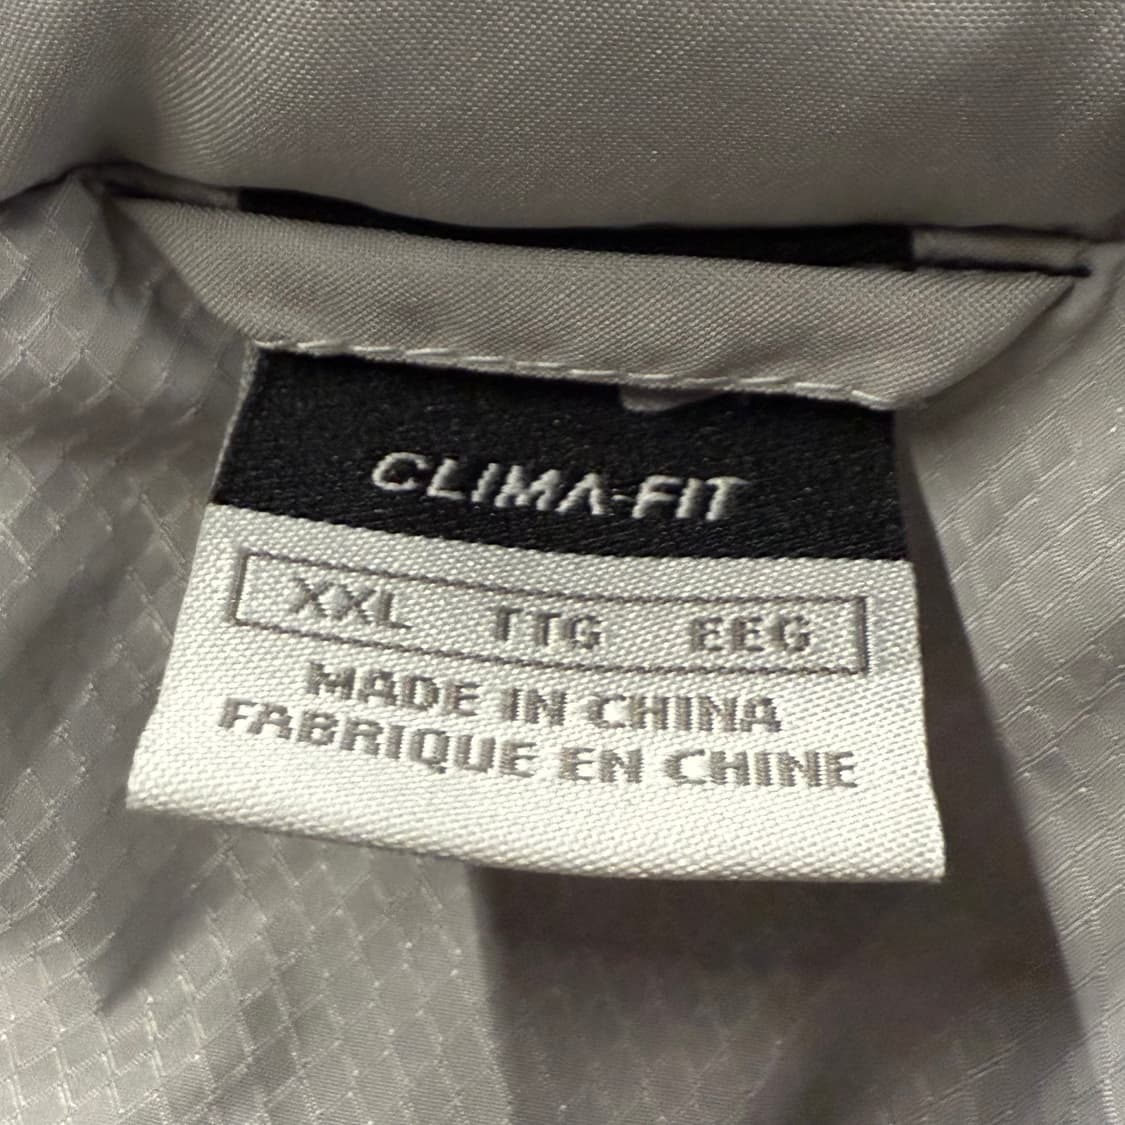 CLIMA-FIT
XXL TTG EEG
MADE IN CHINA
FABRIQUE EN CHINE